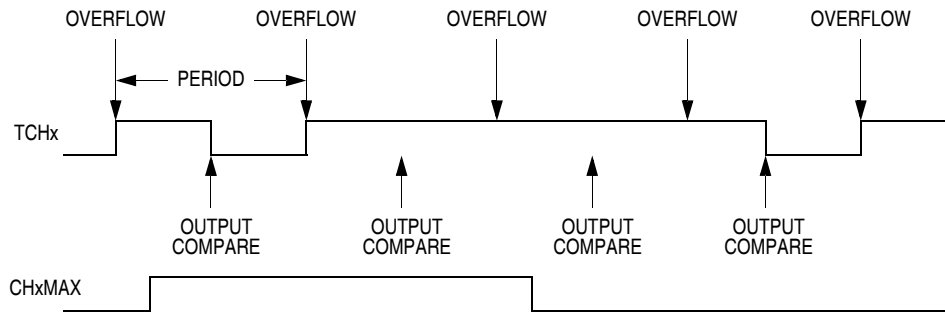 OVERFLOW OVERFLOW OVERFLOW OVERFLOW OVERFLOW
PERIOD
TCHx
OUTPUT COMPARE
OUTPUT COMPARE
OUTPUT COMPARE
OUTPUT COMPARE
CHxMAX